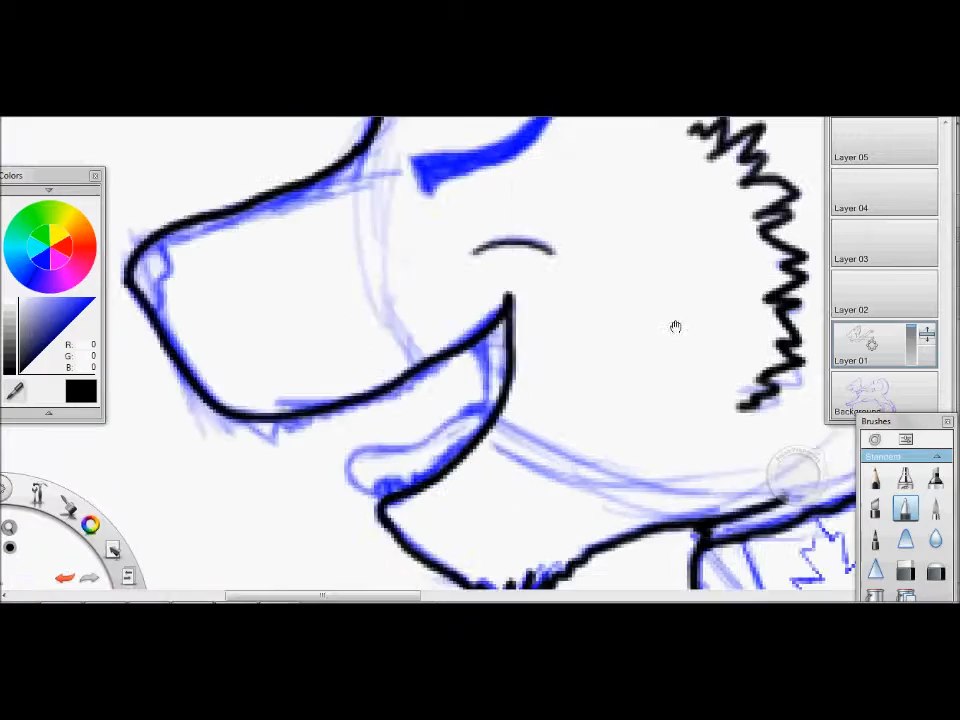 Colors
R: 0
G: 0
B: 0
Layer 05
Layer 04
Layer 03
Layer 02
Layer 01
Background
Brushes
Standard